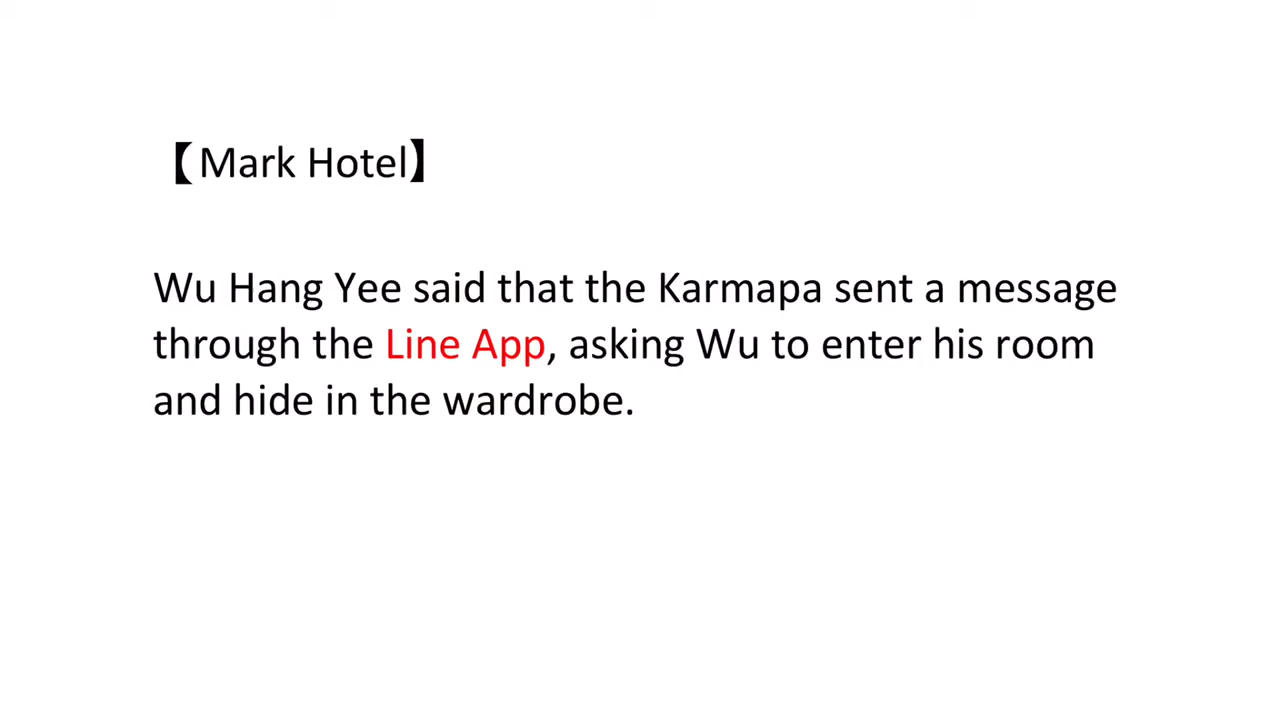 【Mark Hotel】
Wu Hang Yee said that the Karmapa sent a message
through the Line App, asking Wu to enter his room
and hide in the wardrobe.